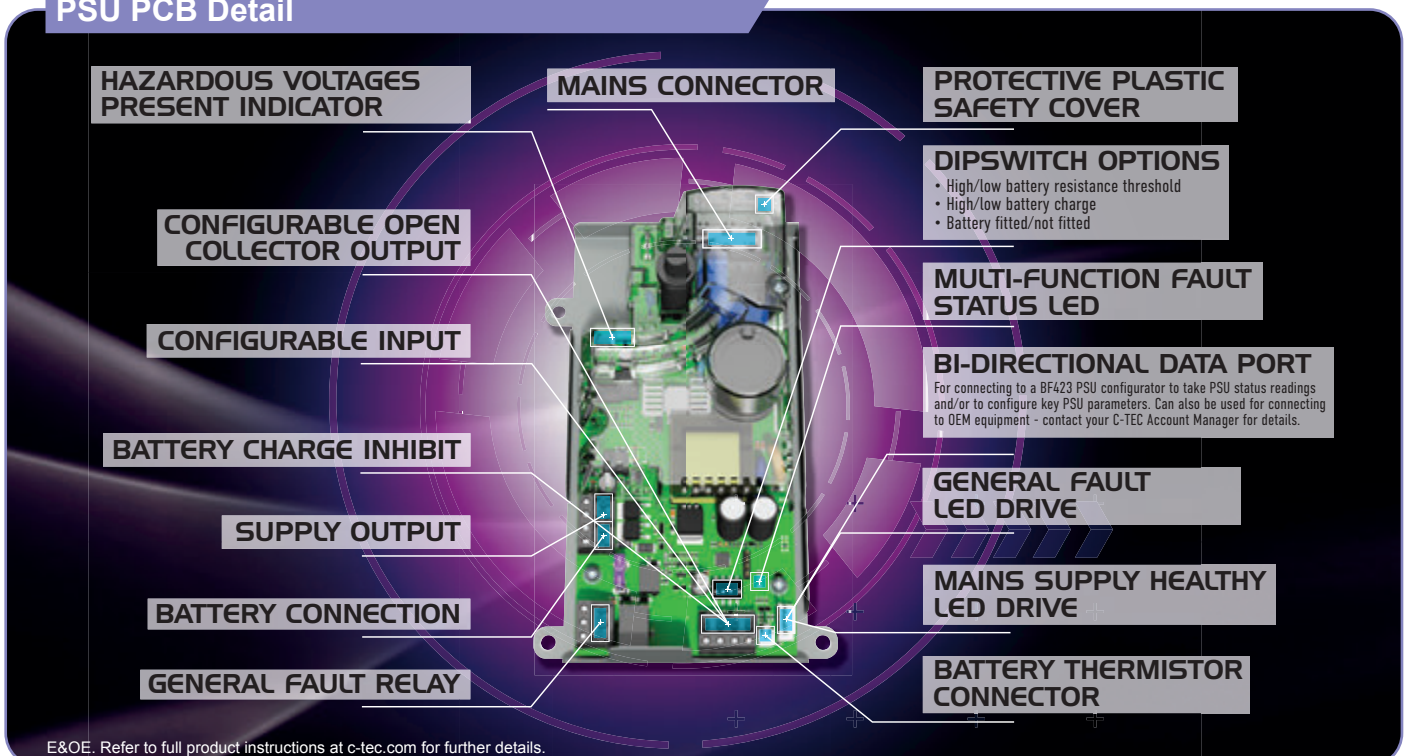 PSU PCB Detail
HAZARDOUS VOLTAGES
PRESENT INDICATOR
MAINS CONNECTOR
PROTECTIVE PLASTIC
SAFETY COVER
DIPSWITCH OPTIONS
• High/low battery resistance threshold
• High/low battery charge
• Battery fitted/not fitted
CONFIGURABLE OPEN
COLLECTOR OUTPUT
MULTI-FUNCTION FAULT
STATUS LED
CONFIGURABLE INPUT
BI-DIRECTIONAL DATA PORT
For connecting to a BF423 PSU configurator to take PSU status readings
and/or to configure key PSU parameters. Can also be used for connecting
to OEM equipment - contact your C-TEC Account Manager for details.
BATTERY CHARGE INHIBIT
GENERAL FAULT
LED DRIVE
SUPPLY OUTPUT
MAINS SUPPLY HEALTHY
LED DRIVE
BATTERY CONNECTION
BATTERY THERMISTOR
CONNECTOR
GENERAL FAULT RELAY
E&OE. Refer to full product instructions at c-tec.com for further details.